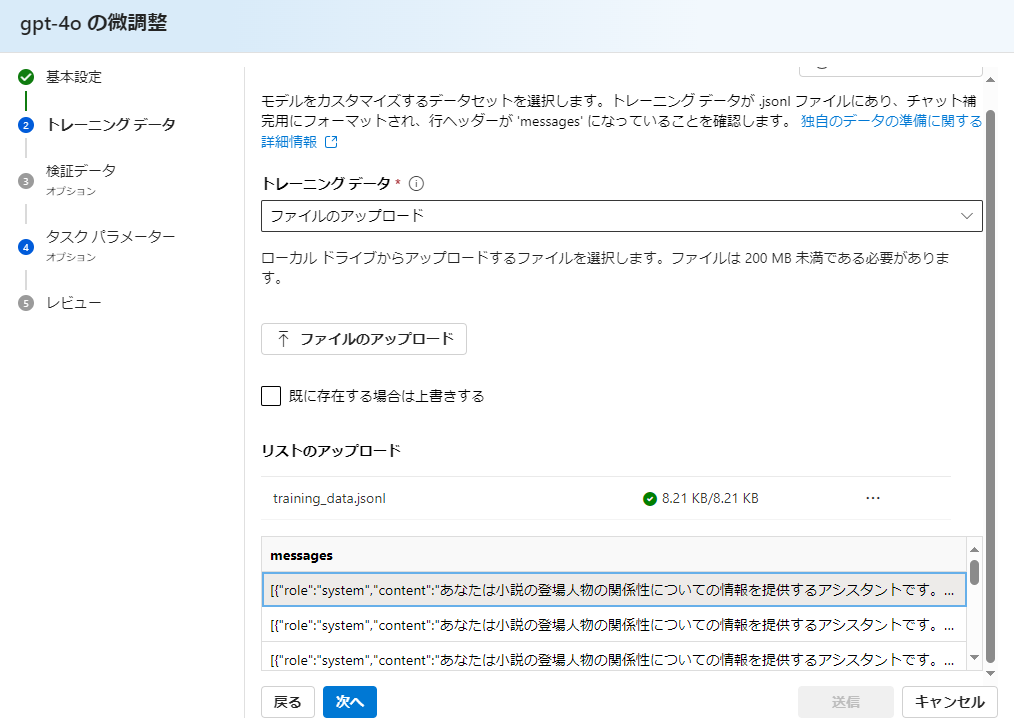 gpt-4o の微調整
基本設定
2 トレーニング データ
3 検証データ
オプション
4 タスク パラメーター
オプション
5 レビュー
モデルをカスタマイズするデータセットを選択します。トレーニング データが .jsonl ファイルにあり、チャット補
完用にフォーマットされ、行ヘッダーが 'messages' になっていることを確認します。 独自のデータの準備に関する
詳細情報
トレーニング データ *
ファイルのアップロード
ローカル ドライブからアップロードするファイルを選択します。ファイルは 200 MB 未満である必要がありま
す。
ファイルのアップロード
既に存在する場合は上書きする
リストのアップロード
training_data.jsonl 8.21 KB/8.21 KB ...
messages
[{"role":"system","content":"あなたは小説の登場人物の関係性についての情報を提供するアシスタントです。...
[{"role":"system","content":"あなたは小説の登場人物の関係性についての情報を提供するアシスタントです。...
[{"role":"system","content":"あなたは小説の登場人物の関係性についての情報を提供するアシスタントです。...
戻る 次へ 送信 キャンセル